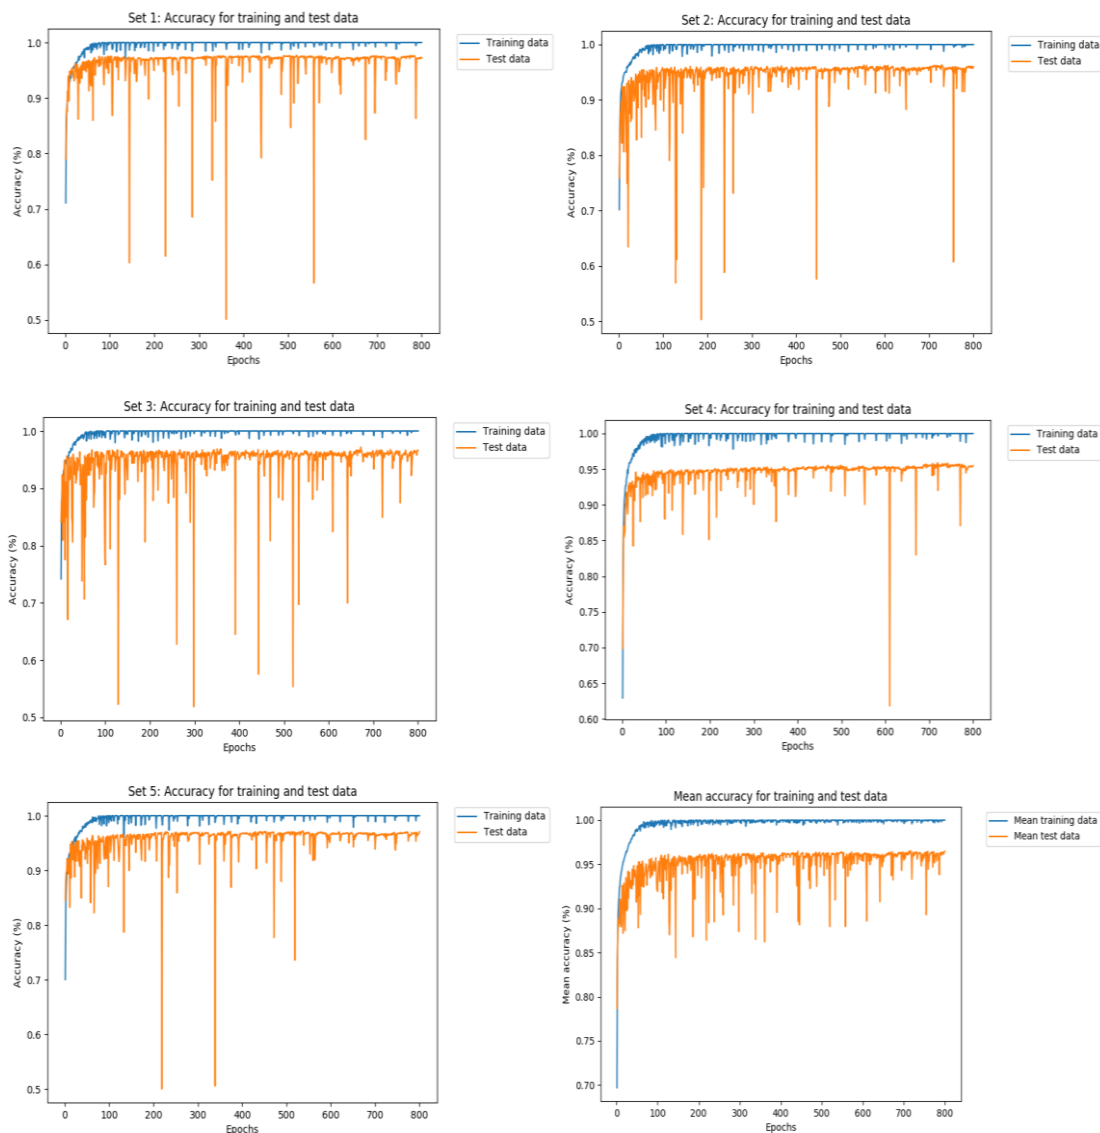 Set 1: Accuracy for training and test data
1.0
0.9
0.8
0.7
0.6
0.5
Accuracy (%)
0 100 200 300 400 500 600 700 800
Epochs
Training data
Test data
Set 2: Accuracy for training and test data
1.0
0.9
0.8
0.7
0.6
0.5
Accuracy (%)
0 100 200 300 400 500 600 700 800
Epochs
Training data
Test data
Set 3: Accuracy for training and test data
1.0
0.9
0.8
0.7
0.6
0.5
Accuracy (%)
0 100 200 300 400 500 600 700 800
Epochs
Training data
Test data
Set 4: Accuracy for training and test data
1.00
0.95
0.90
0.85
0.80
0.75
0.70
0.65
0.60
Accuracy (%)
0 100 200 300 400 500 600 700 800
Epochs
Training data
Test data
Set 5: Accuracy for training and test data
1.0
0.9
0.8
0.7
0.6
0.5
Accuracy (%)
0 100 200 300 400 500 600 700 800
Epochs
Training data
Test data
Mean accuracy for training and test data
1.00
0.95
0.90
0.85
0.80
0.75
0.70
Mean accuracy (%)
0 100 200 300 400 500 600 700 800
Epochs
Mean training data
Mean test data